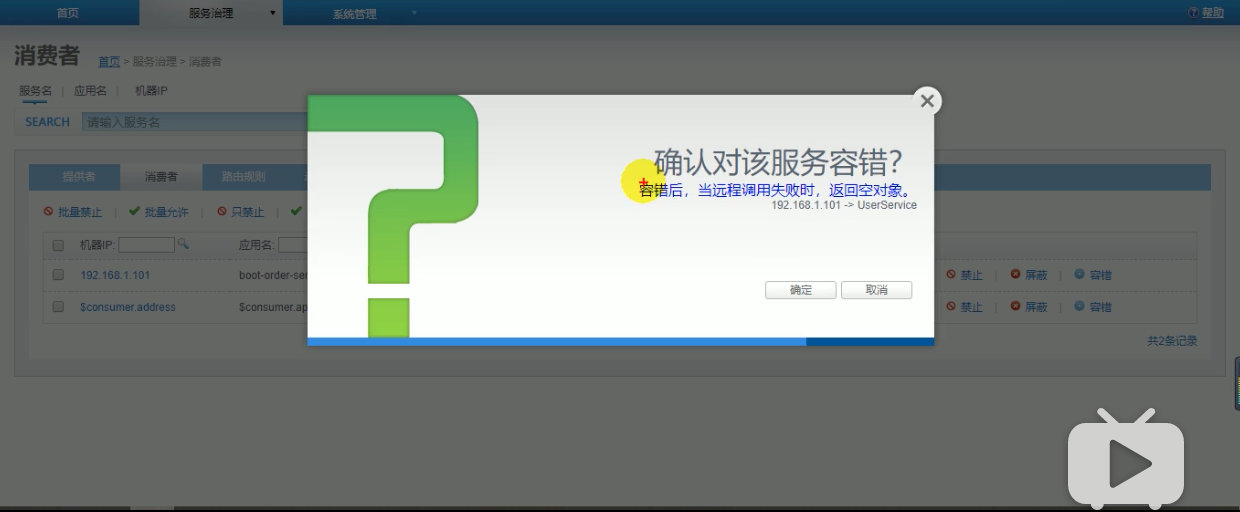 首页 服务治理 系统管理 帮助
消费者 首页 > 服务治理 > 消费者
服务名 | 应用名 | 机器IP
SEARCH 请输入服务名
确认对该服务容错?
容错后，当远程调用失败时，返回空对象。
192.168.1.101 -> UserService
确定 取消
提供者 消费者 路由规则
批量禁止 | 批量允许 | 只禁止 |
机器IP: 应用名:
192.168.1.101 boot-order-ser 禁止 | 屏蔽 | 容错
$consumer.address $consumer.ap 禁止 | 屏蔽 | 容错
共2条记录